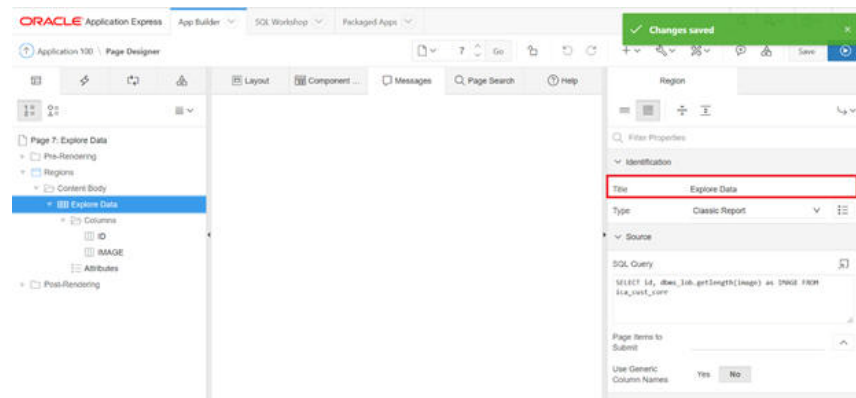 ORACLE Application Express App Builder SQL Workshop Packaged Apps
Changes saved
Application 100 \ Page Designer 7 Go Save
Layout Component ... Messages Page Search Help Region
Page 7: Explore Data
Pre-Rendering
Regions
Content Body
Explore Data
Columns
ID
IMAGE
Attributes
Post-Rendering
Filter Properties
Identification
Title Explore Data
Type Classic Report
Source
SQL Query
SELECT id, dbms_lob.getlength(image) as IMAGE FROM
ica_cust_corr
Page Items to
Submit
Use Generic
Column Names Yes No